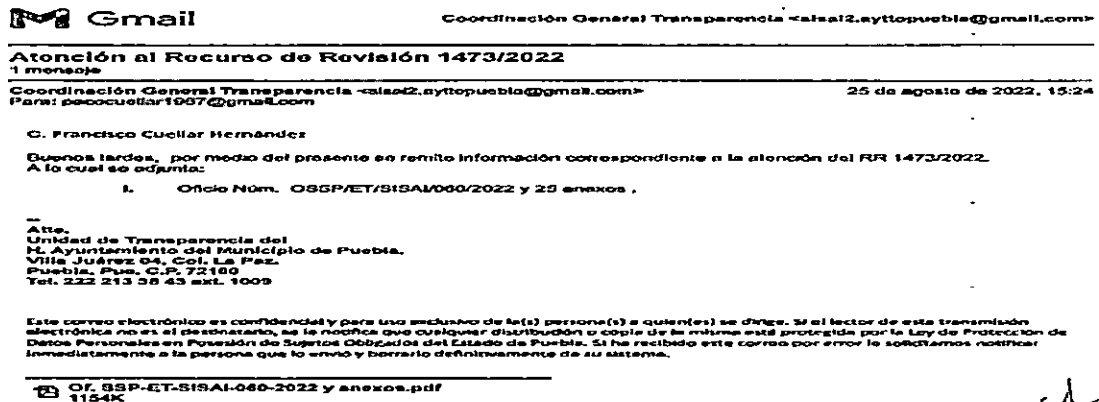 Gmail
Coordinación General Transparencia <sisai2.ayttopuebla@gmail.com>
Atención al Recurso de Revisión 1473/2022
1 mensaje
Coordinación General Transparencia <sisai2.ayttopuebla@gmail.com>
25 de agosto de 2022, 15:24
Para: pacocuellar1967@gmail.com
C. Francisco Cuellar Hernández
Buenas tardes, por medio del presente se remito información correspondiente a la atención del RR 1473/2022.
A lo cual se adjunta:
I. Oficio Núm. OSSP/ET/SISAI/060/2022 y 25 anexos .
--
Atte.
Unidad de Transparencia del
H. Ayuntamiento del Municipio de Puebla.
Villa Juárez 04, Col. La Paz.
Puebla, Pue. C.P. 72160
Tel. 222 213 38 43 ext. 1009
Este correo electrónico es confidencial y para uso exclusivo de la(s) persona(s) a quien(es) se dirige. Si el lector de esta transmisión
electrónica no es el destinatario, se le notifica que cualquier distribución o copia de la misma está protegida por la Ley de Protección de
Datos Personales en Posesión de Sujetos Obligados del Estado de Puebla. Si ha recibido este correo por error le solicitamos notificar
inmediatamente a la persona que lo envió y borrarlo definitivamente de su sistema.
Of. SSP-ET-SISAI-060-2022 y anexos.pdf
1154K